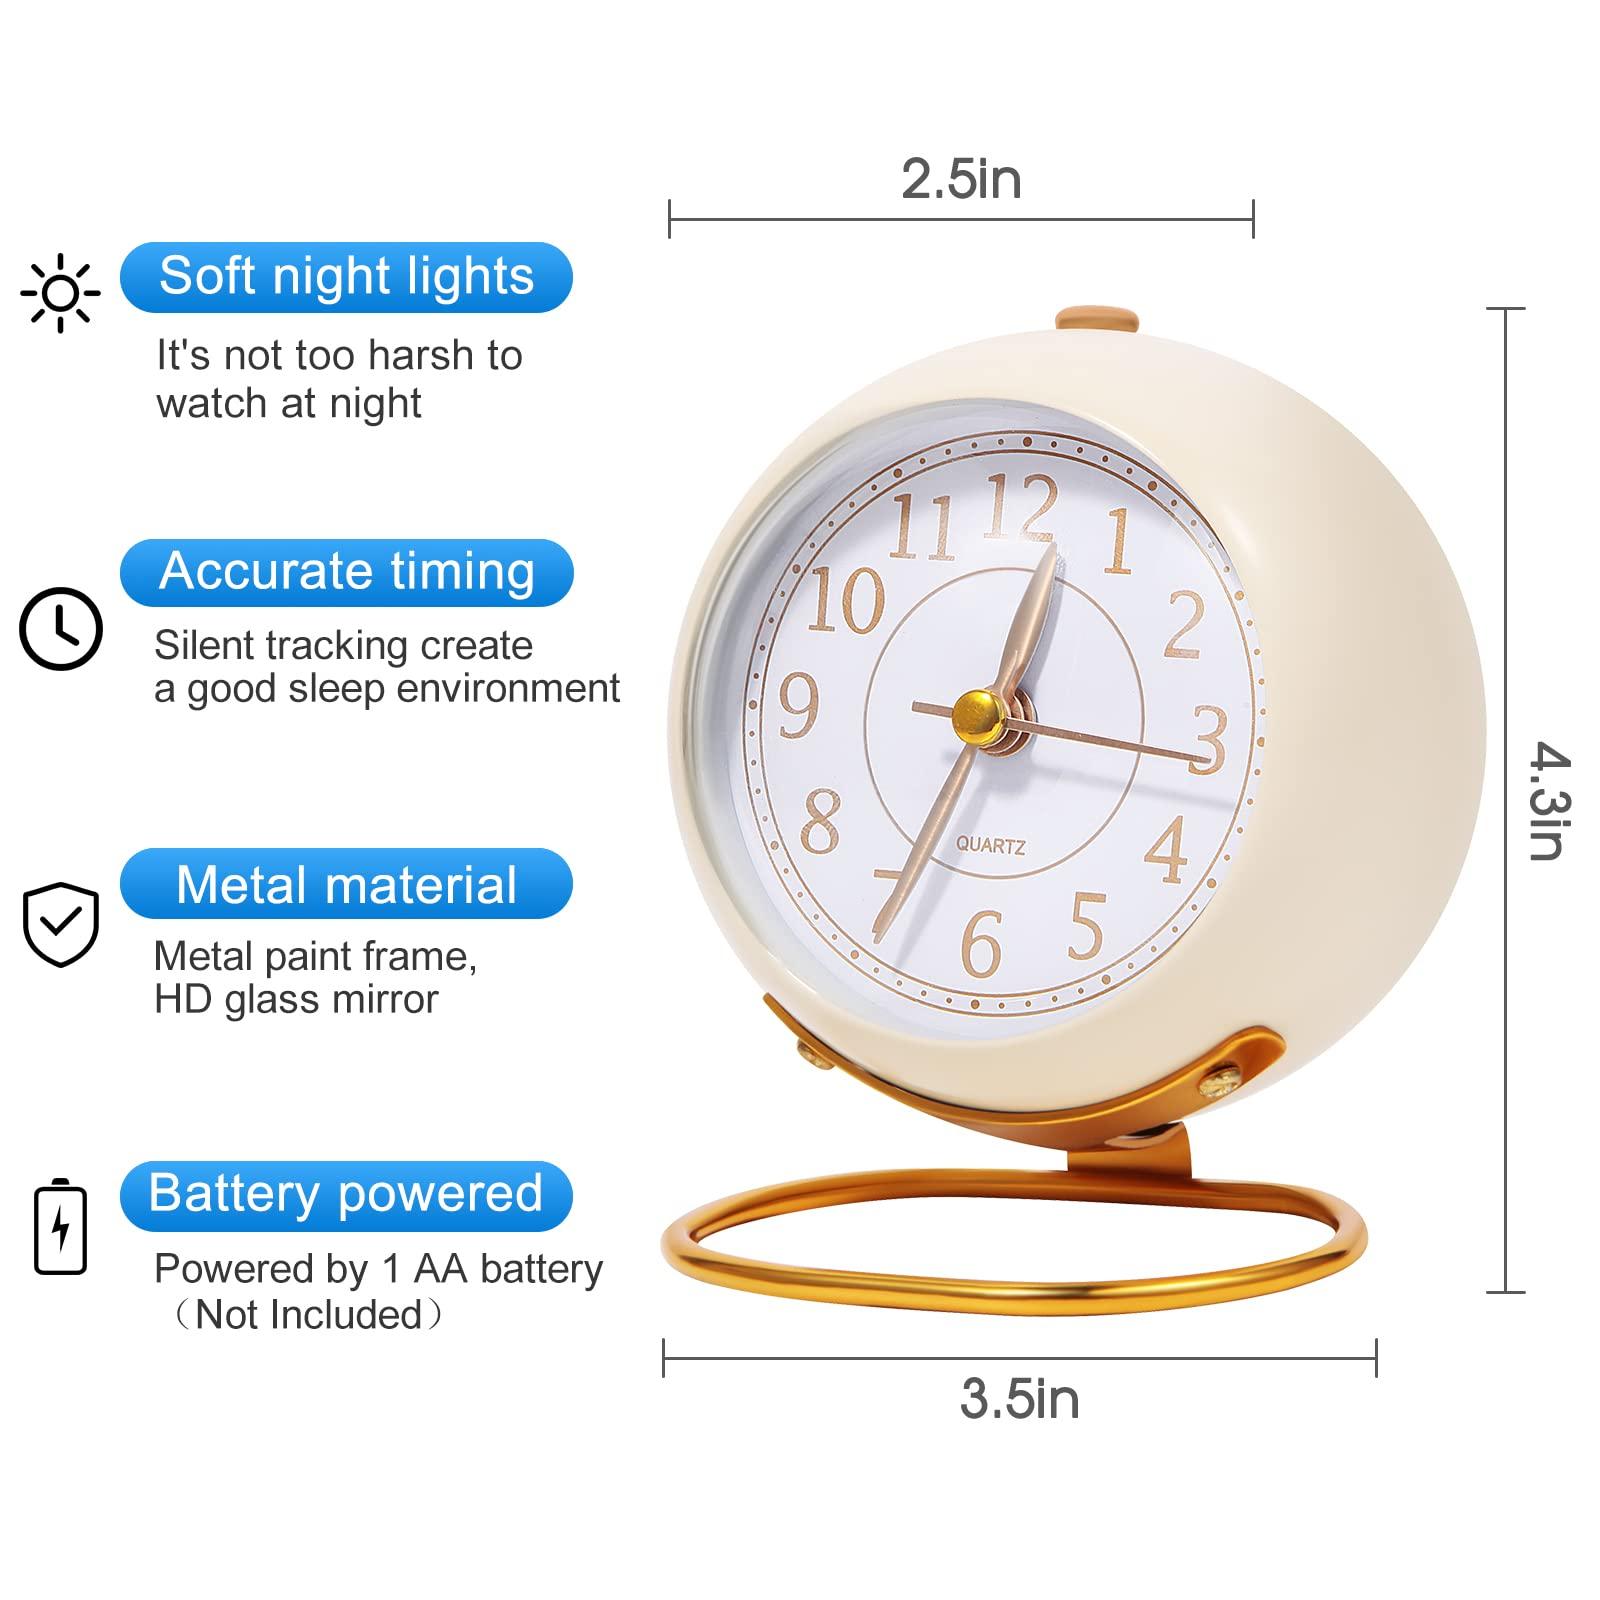 2.5in
Soft night lights
It's not too harsh to
watch at night
Accurate timing
Silent tracking create
a good sleep environment
Metal material
Metal paint frame,
HD glass mirror
Battery powered
Powered by 1 AA battery
（Not Included）
12
1
2
3
4
5
6
7
8
9
10
11
QUARTZ
4.3in
3.5in